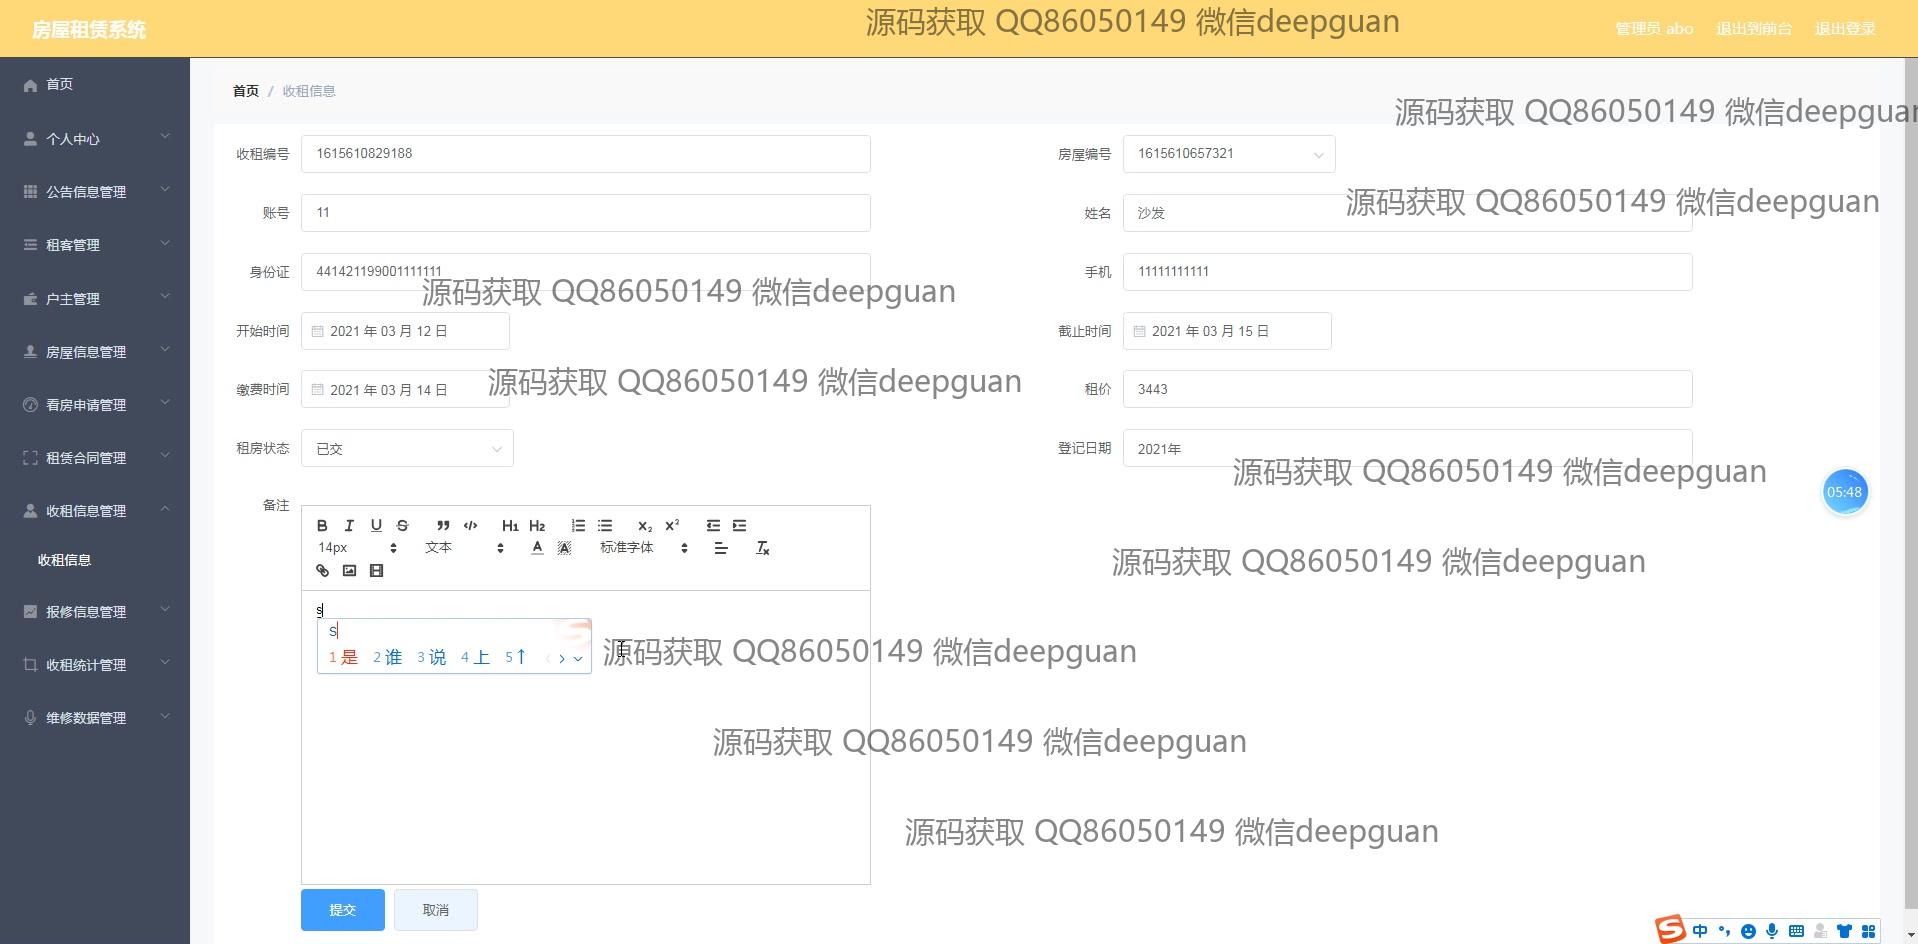 房屋租赁系统
源码获取 QQ86050149 微信deepguan
管理员 abo 退出到前台 退出登录
首页
个人中心
公告信息管理
租客管理
户主管理
房屋信息管理
看房申请管理
租赁合同管理
收租信息管理
收租信息
报修信息管理
收租统计管理
维修数据管理
首页 / 收租信息
源码获取 QQ86050149 微信deepguan
收租编号 1615610829188
房屋编号 1615610657321
账号 11
姓名 沙发
源码获取 QQ86050149 微信deepguan
身份证 441421199001111111
手机 11111111111
源码获取 QQ86050149 微信deepguan
开始时间 2021 年 03 月 12 日
截止时间 2021 年 03 月 15 日
缴费时间 2021 年 03 月 14 日
源码获取 QQ86050149 微信deepguan
租价 3443
租房状态 已交
登记日期 2021年
源码获取 QQ86050149 微信deepguan
05:48
备注
B I U S H1 H2 X₂ X²
14px 文本 A A 标准字体
源码获取 QQ86050149 微信deepguan
s
s
1 是 2 谁 3 说 4 上 5 ↑
源码获取 QQ86050149 微信deepguan
源码获取 QQ86050149 微信deepguan
源码获取 QQ86050149 微信deepguan
提交 取消
S 中